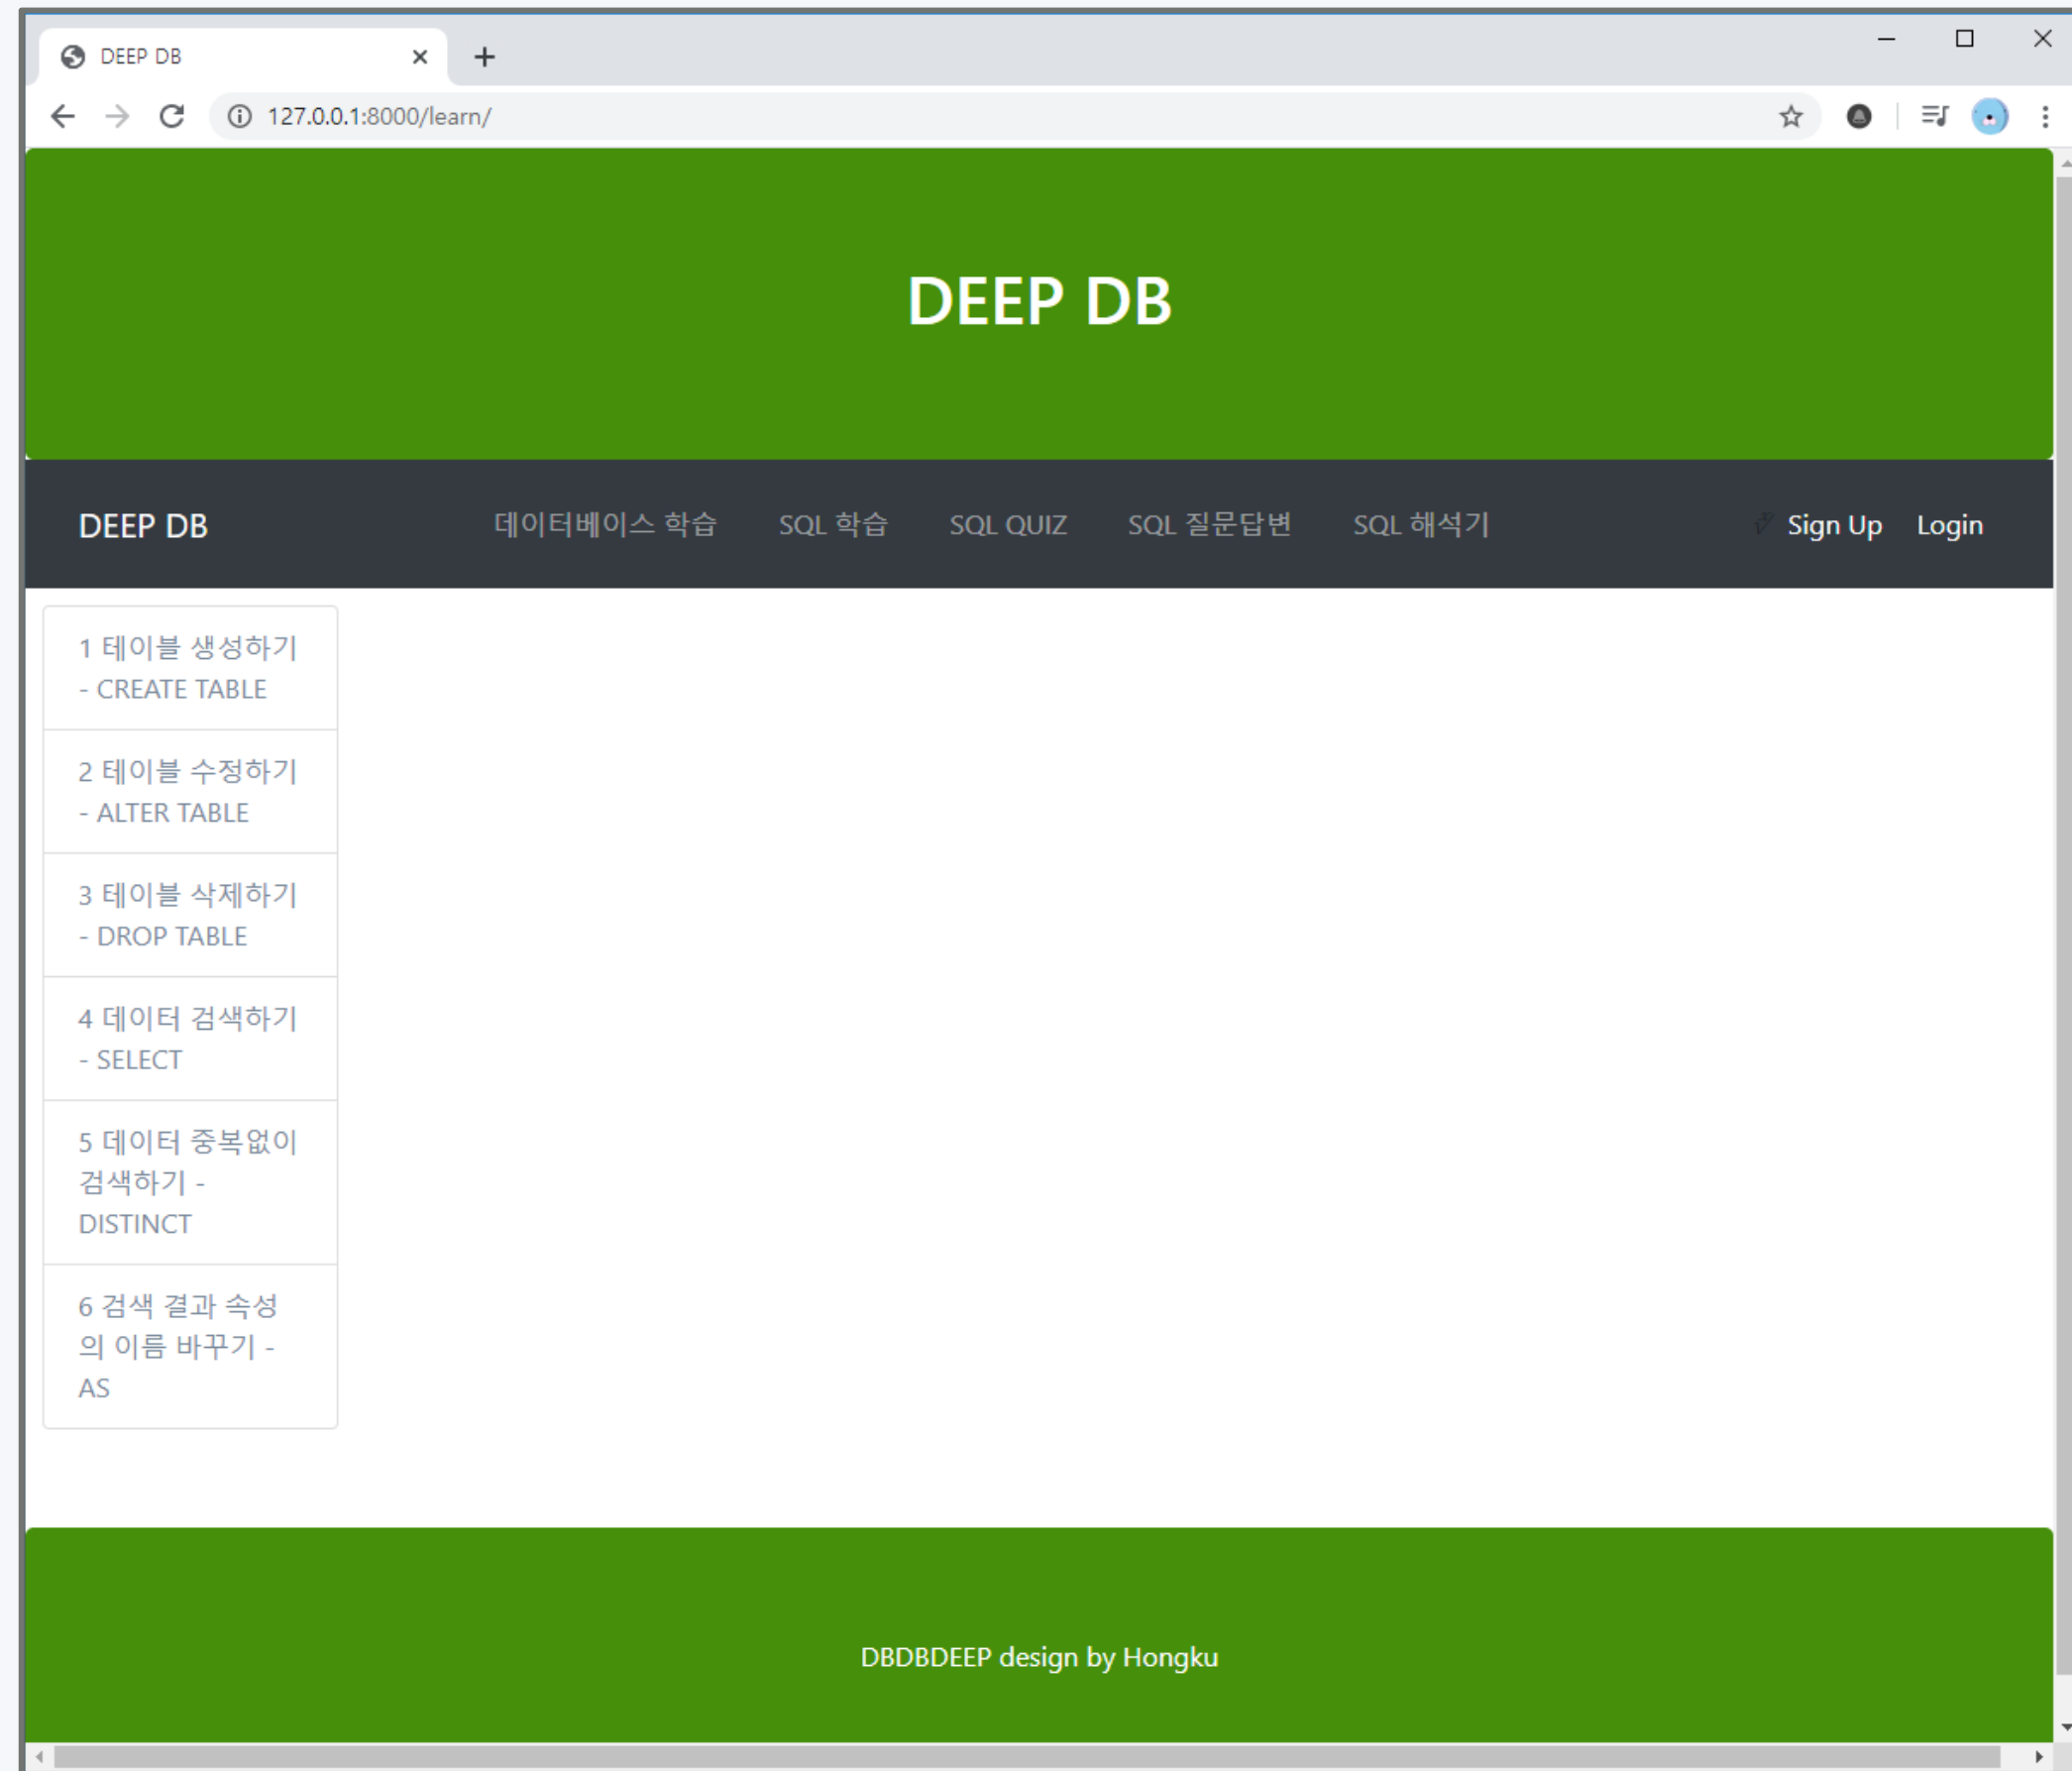 DEEP DB
127.0.0.1:8000/learn/
DEEP DB
DEEP DB 데이터베이스 학습 SQL 학습 SQL QUIZ SQL 질문답변 SQL 해석기 Sign Up Login
1 테이블 생성하기
- CREATE TABLE
2 테이블 수정하기
- ALTER TABLE
3 테이블 삭제하기
- DROP TABLE
4 데이터 검색하기
- SELECT
5 데이터 중복없이
검색하기 -
DISTINCT
6 검색 결과 속성
의 이름 바꾸기 -
AS
DBDBDEEP design by Hongku